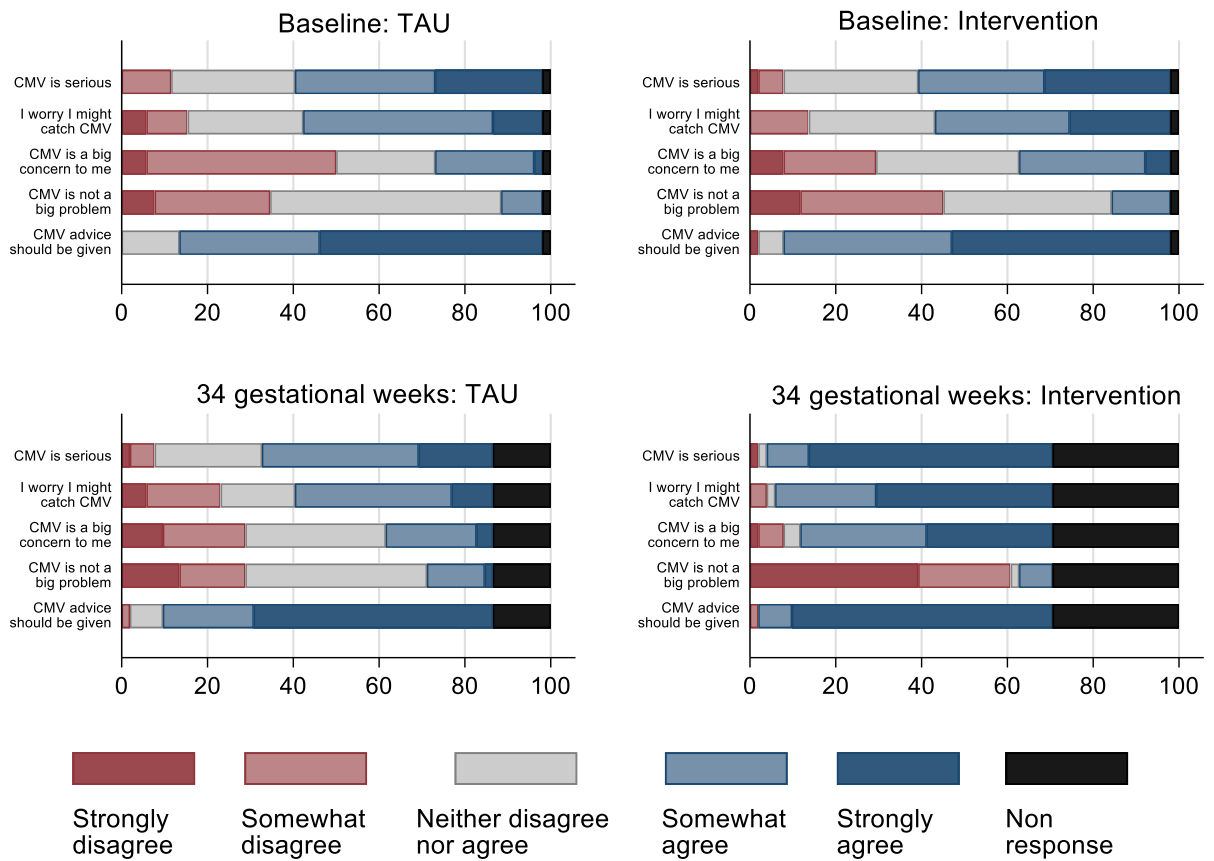 Baseline: TAU
CMV is serious
I worry I might
catch CMV
CMV is a big
concern to me
CMV is not a
big problem
CMV advice
should be given
0 20 40 60 80 100
Baseline: Intervention
CMV is serious
I worry I might
catch CMV
CMV is a big
concern to me
CMV is not a
big problem
CMV advice
should be given
0 20 40 60 80 100
34 gestational weeks: TAU
CMV is serious
I worry I might
catch CMV
CMV is a big
concern to me
CMV is not a
big problem
CMV advice
should be given
0 20 40 60 80 100
34 gestational weeks: Intervention
CMV is serious
I worry I might
catch CMV
CMV is a big
concern to me
CMV is not a
big problem
CMV advice
should be given
0 20 40 60 80 100
Strongly
disagree
Somewhat
disagree
Neither disagree
nor agree
Somewhat
agree
Strongly
agree
Non
response